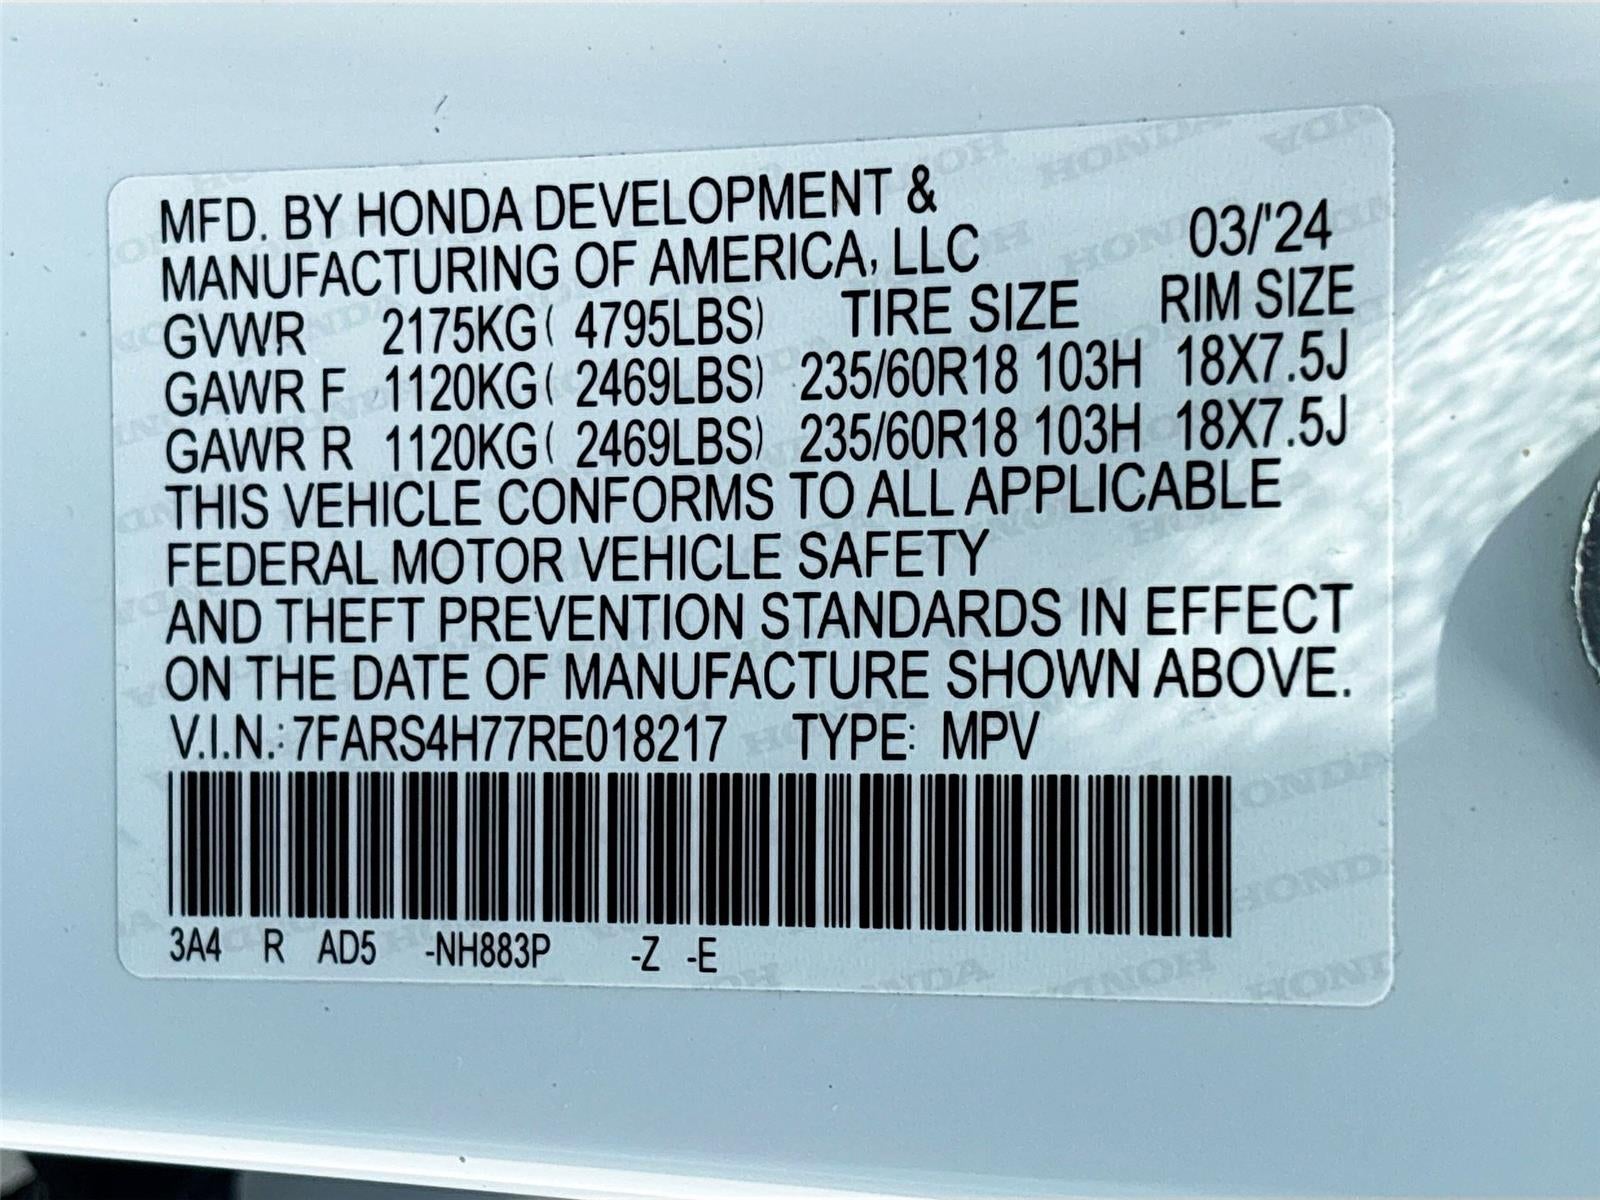 MFD. BY HONDA DEVELOPMENT &
MANUFACTURING OF AMERICA, LLC 03/'24
GVWR 2175KG( 4795LBS) TIRE SIZE RIM SIZE
GAWR F 1120KG( 2469LBS) 235/60R18 103H 18X7.5J
GAWR R 1120KG( 2469LBS) 235/60R18 103H 18X7.5J
THIS VEHICLE CONFORMS TO ALL APPLICABLE
FEDERAL MOTOR VEHICLE SAFETY
AND THEFT PREVENTION STANDARDS IN EFFECT
ON THE DATE OF MANUFACTURE SHOWN ABOVE.
V.I.N.: 7FARS4H77RE018217 TYPE: MPV
3A4 R AD5 -NH883P -Z -E